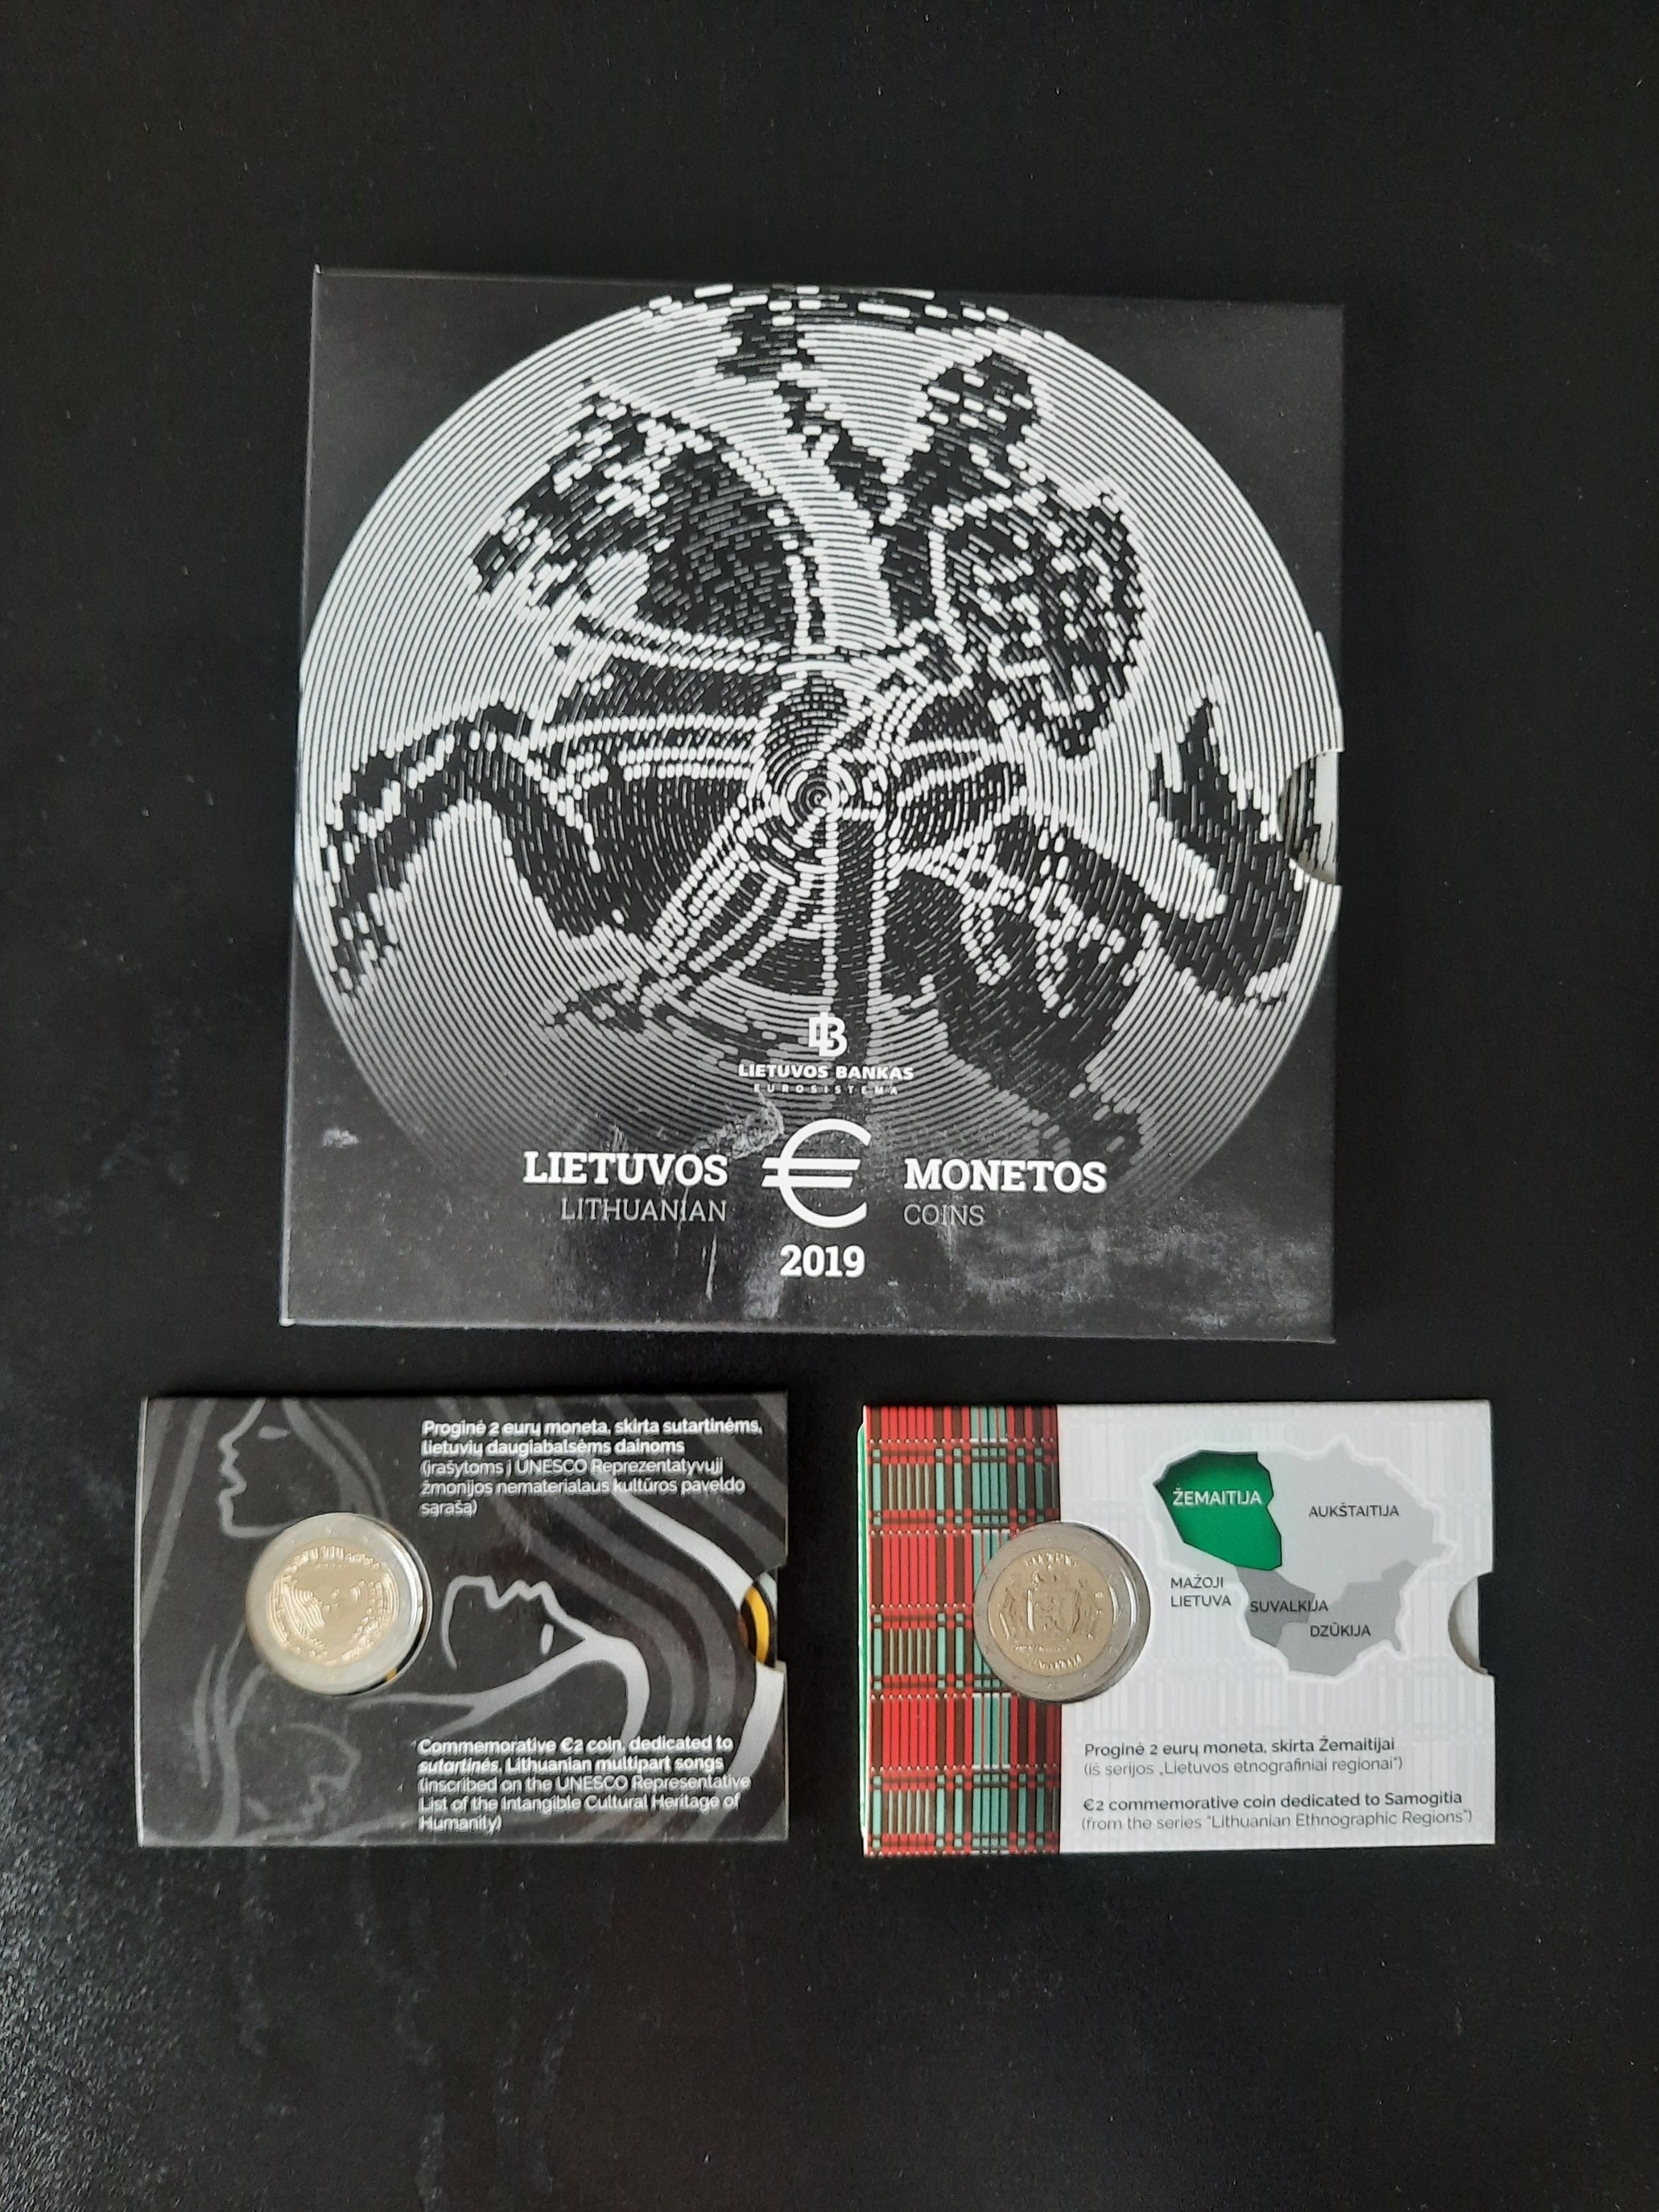 LIETUVOS BANKAS
EUROSISTEMA
LIETUVOS € MONETOS
LITHUANIAN COINS
2019
Proginė 2 eurų moneta, skirta sutartinėms,
lietuvių daugiabalsėms dainoms
(įrašytoms į UNESCO Reprezentatyvųjį
žmonijos nematerialaus kultūros paveldo
sąrašą)
Commemorative €2 coin, dedicated to
sutartinės, Lithuanian multipart songs
(inscribed on the UNESCO Representative
List of the Intangible Cultural Heritage of
Humanity)
ŽEMAITIJA
AUKŠTAITIJA
MAŽOJI
LIETUVA
SUVALKIJA
DZŪKIJA
Proginė 2 eurų moneta, skirta Žemaitijai
(iš serijos „Lietuvos etnografiniai regionai“)
€2 commemorative coin dedicated to Samogitia
(from the series “Lithuanian Ethnographic Regions”)